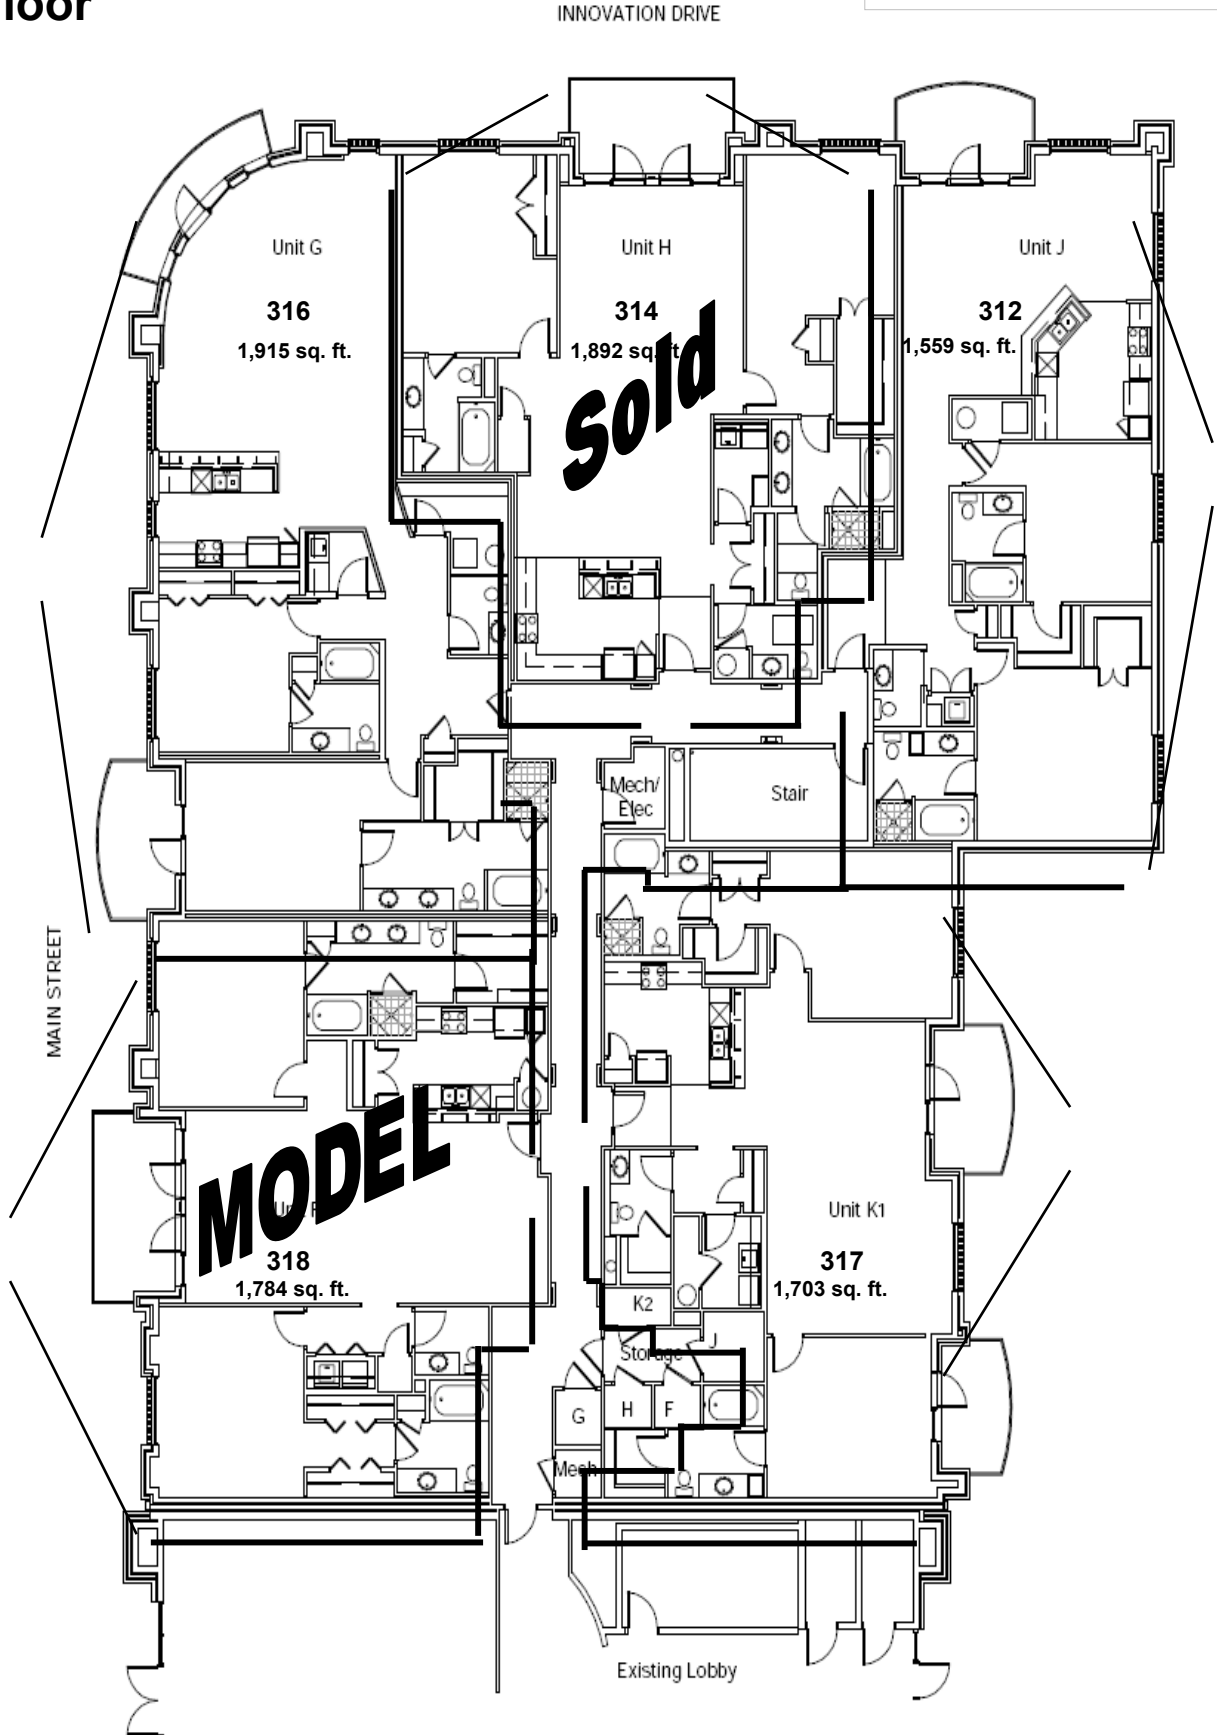 loor
INNOVATION DRIVE
Unit G
316
1,915 sq. ft.
Unit H
314
1,892 sq. ft.
Sold
Unit J
312
1,559 sq. ft.
Mech/
Elec
Stair
MAIN STREET
MODEL
Unit F
318
1,784 sq. ft.
Unit K1
317
1,703 sq. ft.
K2
J
Storage
G
H
F
Mech
Existing Lobby